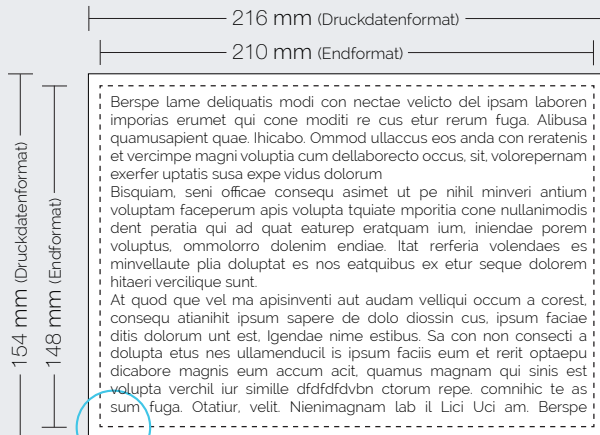 216 mm (Druckdatenformat)
210 mm (Endformat)
154 mm (Druckdatenformat)
148 mm (Endformat)
Berspe lame deliquatis modi con nectae velicto del ipsam laboren
imporias erumet qui cone moditi re cus etur rerum fuga. Alibusa
quamusapient quae. Ihicabo. Ommod ullaccus eos anda con reratenis
et vercimpe magni voluptia cum dellaborecto occus, sit, volorepernam
exerfer uptatis susa expe vidus dolorum
Bisquiam, seni officae consequ asimet ut pe nihil minveri antium
voluptam faceperum apis volupta tquiate mporitia cone nullanimodis
dent peratia qui ad quat eaturep eratquam ium, iniendae porem
voluptus, ommolorro dolenim endiae. Itat rerferia volendaes es
minvellaute plia doluptat es nos eatquibus ex etur seque dolorem
hitaeri vercilique sunt.
At quod que vel ma apisinventi aut audam velliqui occum a corest,
consequ atianihit ipsum sapere de dolo diossin cus, ipsum faciae
ditis dolorum unt est, Igendae nime estibus. Sa con non consecti a
dolupta etus nes ullamenducil is ipsum faciis eum et rerit optaepu
dicabore magnis eum accum acit, quamus magnam qui sinis est
volupta verchil iur simille dfdfdfdvbn ctorum repe. comnihic te as
sum fuga. Otatiur, velit. Nienimagnam lab il Lici Uci am. Berspe